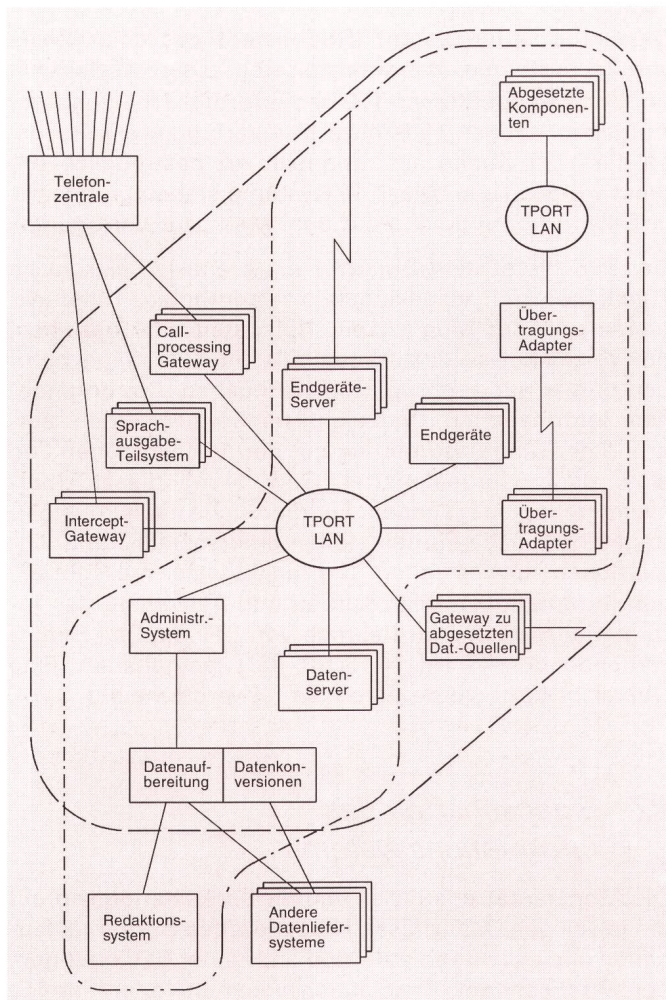 Abgesetzte
Komponen-
ten
Telefon-
zentrale
TPORT
LAN
Über-
tragungs-
Adapter
Call-
processing
Gateway
Endgeräte-
Server
Sprach-
ausgabe-
Teilsystem
Endgeräte
Intercept-
Gateway
TPORT
LAN
Über-
tragungs-
Adapter
Administr.-
System
Gateway zu
abgesetzten
Dat.-Quellen
Daten-
server
Datenauf-
bereitung
Datenkon-
versionen
Redaktions-
system
Andere
Datenliefer-
systeme